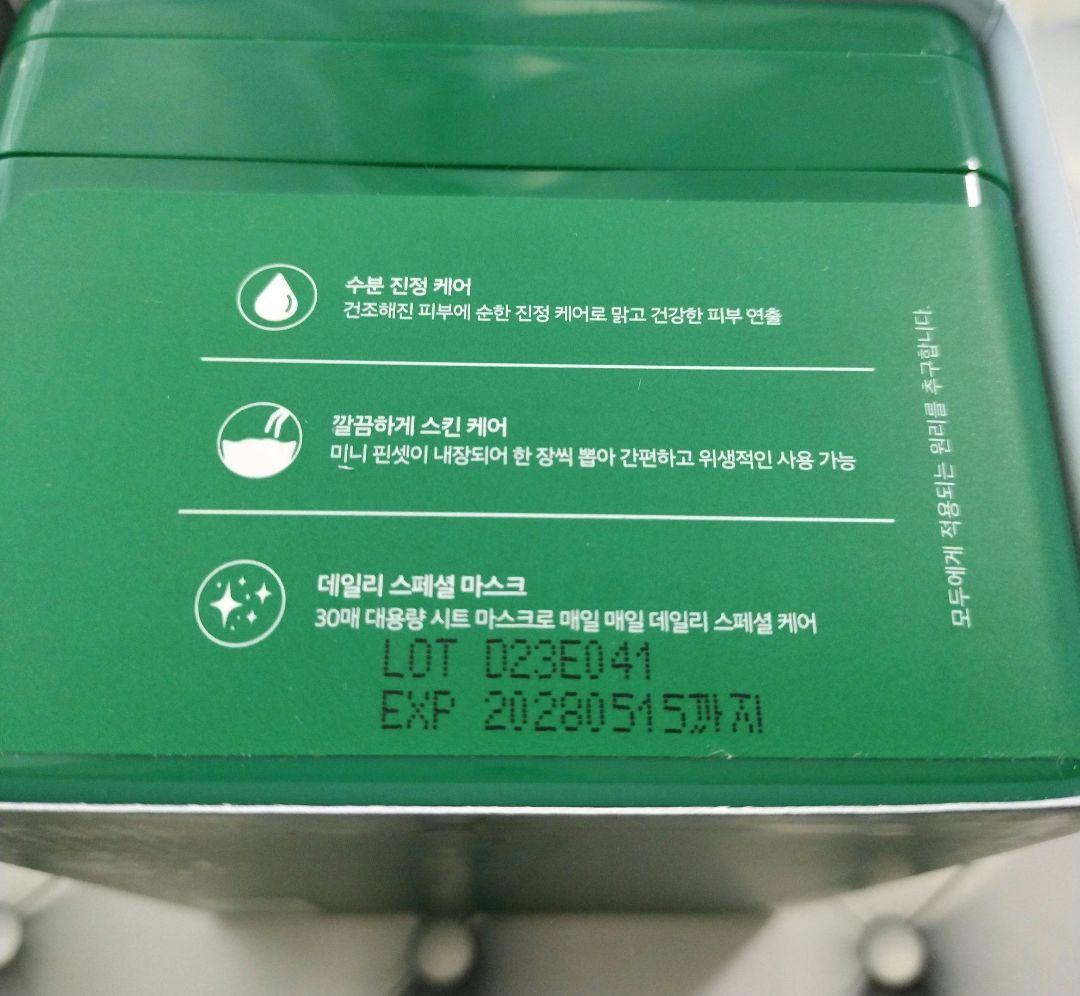 수분 진정 케어
건조해진 피부에 순한 진정 케어로 맑고 건강한 피부 연출
깔끔하게 스킨 케어
미니 핀셋이 내장되어 한 장씩 뽑아 간편하고 위생적인 사용 가능
데일리 스페셜 마스크
30매 대용량 시트 마스크로 매일 매일 데일리 스페셜 케어
LOT D23E041
EXP 20280515까지
모두에게 적용되는 원리를 추구합니다.